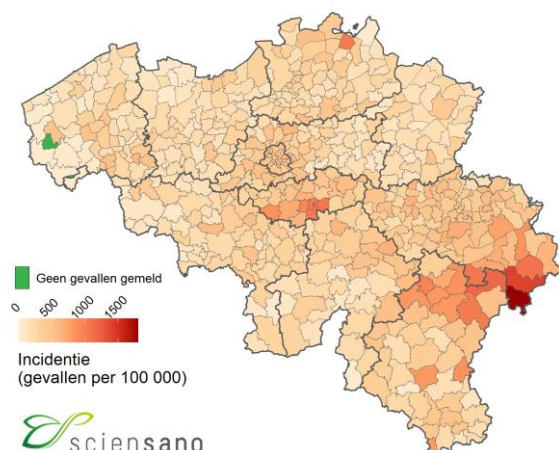 Geen gevallen gemeld
0 500 1000 1500
Incidentie
(gevallen per 100 000)
sciensano